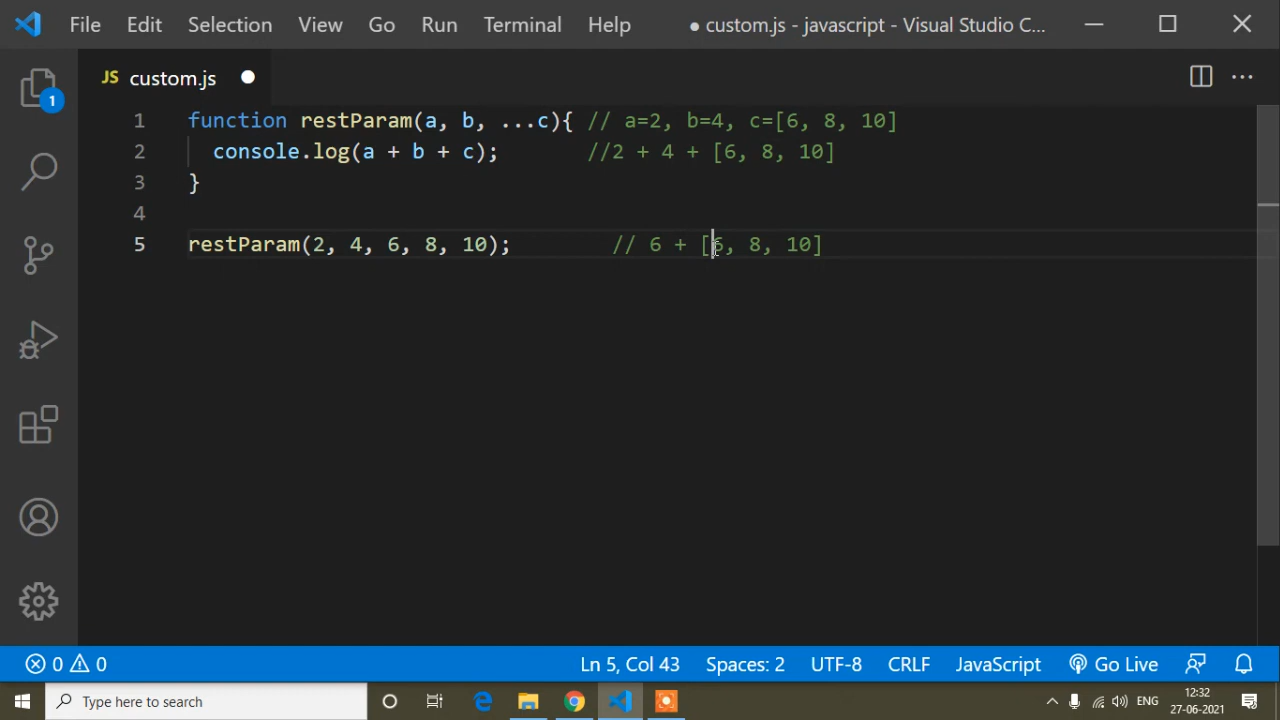 File Edit Selection View Go Run Terminal Help ● custom.js - javascript - Visual Studio C...
JS custom.js
1 function restParam(a, b, ...c){ // a=2, b=4, c=[6, 8, 10]
2 console.log(a + b + c); //2 + 4 + [6, 8, 10]
3 }
4
5 restParam(2, 4, 6, 8, 10); // 6 + [6, 8, 10]
1
0 0 Ln 5, Col 43 Spaces: 2 UTF-8 CRLF JavaScript Go Live
Type here to search ENG 12:32
27-06-2021